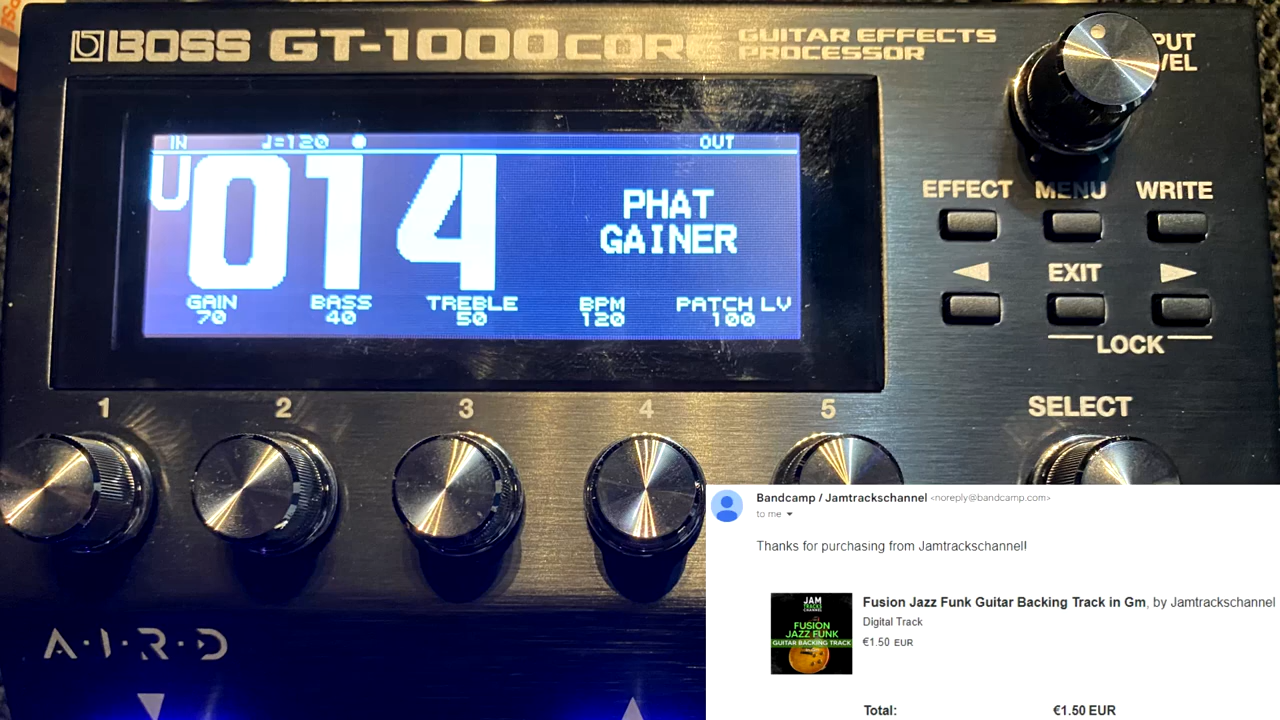 BOSS GT-1000CORE GUITAR EFFECTS PROCESSOR
IN ♩=120 OUT
U014
PHAT
GAINER
GAIN BASS TREBLE BPM PATCH LV
70 40 50 120 100
EFFECT MENU WRITE
EXIT
LOCK
1 2 3 4 5
SELECT
A·I·R·D
Bandcamp / Jamtrackschannel <noreply@bandcamp.com>
to me
Thanks for purchasing from Jamtrackschannel!
JAM
TRACKS
CHANNEL
FUSION
JAZZ FUNK
GUITAR BACKING TRACK
Fusion Jazz Funk Guitar Backing Track in Gm, by Jamtrackschannel
Digital Track
€1.50 EUR
Total: €1.50 EUR